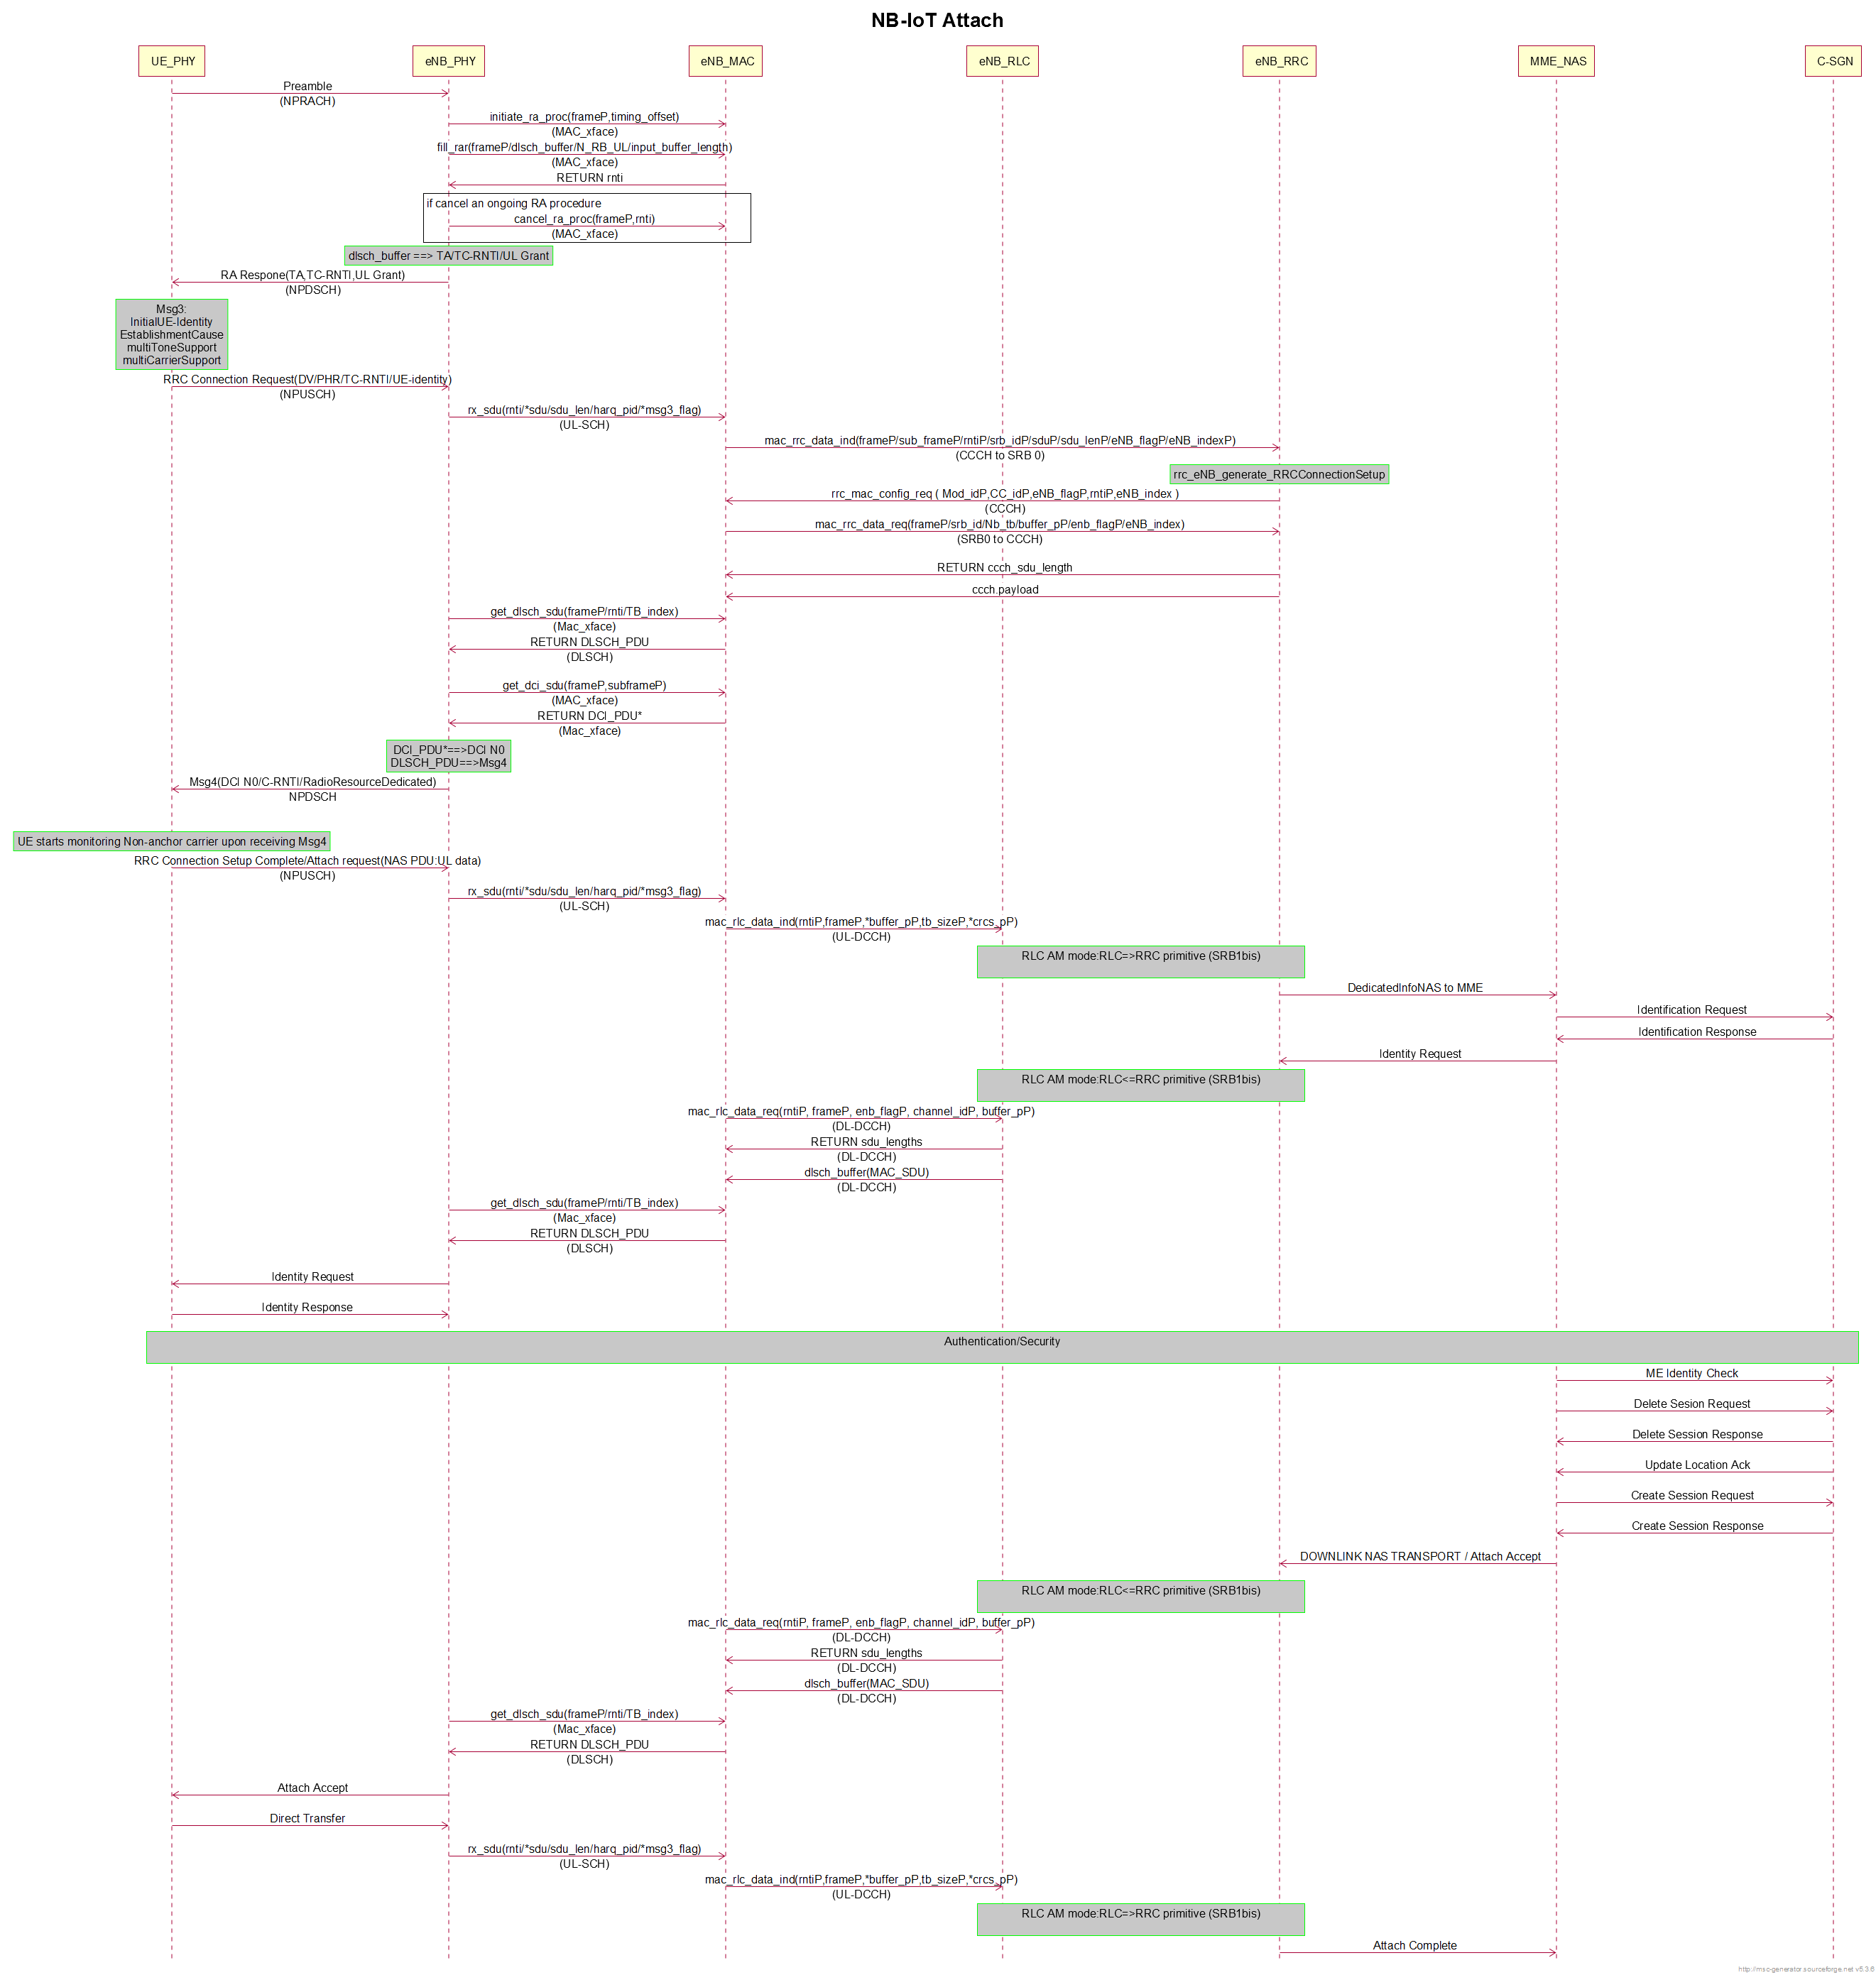 NB-IoT Attach
UE_PHY
eNB_PHY
eNB_MAC
eNB_RLC
eNB_RRC
MME_NAS
C-SGN
Preamble
(NPRACH)
initiate_ra_proc(frameP,timing_offset)
(MAC_xface)
fill_rar(frameP/dlsch_buffer/N_RB_UL/input_buffer_length)
(MAC_xface)
RETURN rnti
if cancel an ongoing RA procedure
cancel_ra_proc(frameP,rnti)
(MAC_xface)
dlsch_buffer ==> TA/TC-RNTI/UL Grant
RA Respone(TA,TC-RNTI,UL Grant)
(NPDSCH)
Msg3:
InitialUE-Identity
EstablishmentCause
multiToneSupport
multiCarrierSupport
RRC Connection Request(DV/PHR/TC-RNTI/UE-identity)
(NPUSCH)
rx_sdu(rnti/*sdu/sdu_len/harq_pid/*msg3_flag)
(UL-SCH)
mac_rrc_data_ind(frameP/sub_frameP/rntiP/srb_idP/sduP/sdu_lenP/eNB_flagP/eNB_indexP)
(CCCH to SRB 0)
rrc_eNB_generate_RRCConnectionSetup
rrc_mac_config_req ( Mod_idP,CC_idP,eNB_flagP,rntiP,eNB_index )
(CCCH)
mac_rrc_data_req(frameP/srb_id/Nb_tb/buffer_pP/enb_flagP/eNB_index)
(SRB0 to CCCH)
RETURN ccch_sdu_length
ccch.payload
get_dlsch_sdu(frameP/rnti/TB_index)
(Mac_xface)
RETURN DLSCH_PDU
(DLSCH)
get_dci_sdu(frameP,subframeP)
(MAC_xface)
RETURN DCI_PDU*
(Mac_xface)
DCI_PDU*==>DCI N0
DLSCH_PDU==>Msg4
Msg4(DCI N0/C-RNTI/RadioResourceDedicated)
NPDSCH
UE starts monitoring Non-anchor carrier upon receiving Msg4
RRC Connection Setup Complete/Attach request(NAS PDU:UL data)
(NPUSCH)
rx_sdu(rnti/*sdu/sdu_len/harq_pid/*msg3_flag)
(UL-SCH)
mac_rlc_data_ind(rntiP,frameP,*buffer_pP,tb_sizeP,*crcs_pP)
(UL-DCCH)
RLC AM mode:RLC=>RRC primitive (SRB1bis)
DedicatedInfoNAS to MME
Identification Request
Identification Response
Identity Request
RLC AM mode:RLC<=RRC primitive (SRB1bis)
mac_rlc_data_req(rntiP, frameP, enb_flagP, channel_idP, buffer_pP)
(DL-DCCH)
RETURN sdu_lengths
(DL-DCCH)
dlsch_buffer(MAC_SDU)
(DL-DCCH)
get_dlsch_sdu(frameP/rnti/TB_index)
(Mac_xface)
RETURN DLSCH_PDU
(DLSCH)
Identity Request
Identity Response
Authentication/Security
ME Identity Check
Delete Sesion Request
Delete Session Response
Update Location Ack
Create Session Request
Create Session Response
DOWNLINK NAS TRANSPORT / Attach Accept
RLC AM mode:RLC<=RRC primitive (SRB1bis)
mac_rlc_data_req(rntiP, frameP, enb_flagP, channel_idP, buffer_pP)
(DL-DCCH)
RETURN sdu_lengths
(DL-DCCH)
dlsch_buffer(MAC_SDU)
(DL-DCCH)
get_dlsch_sdu(frameP/rnti/TB_index)
(Mac_xface)
RETURN DLSCH_PDU
(DLSCH)
Attach Accept
Direct Transfer
rx_sdu(rnti/*sdu/sdu_len/harq_pid/*msg3_flag)
(UL-SCH)
mac_rlc_data_ind(rntiP,frameP,*buffer_pP,tb_sizeP,*crcs_pP)
(UL-DCCH)
RLC AM mode:RLC=>RRC primitive (SRB1bis)
Attach Complete
http://msc-generator.sourceforge.net v5.3.6